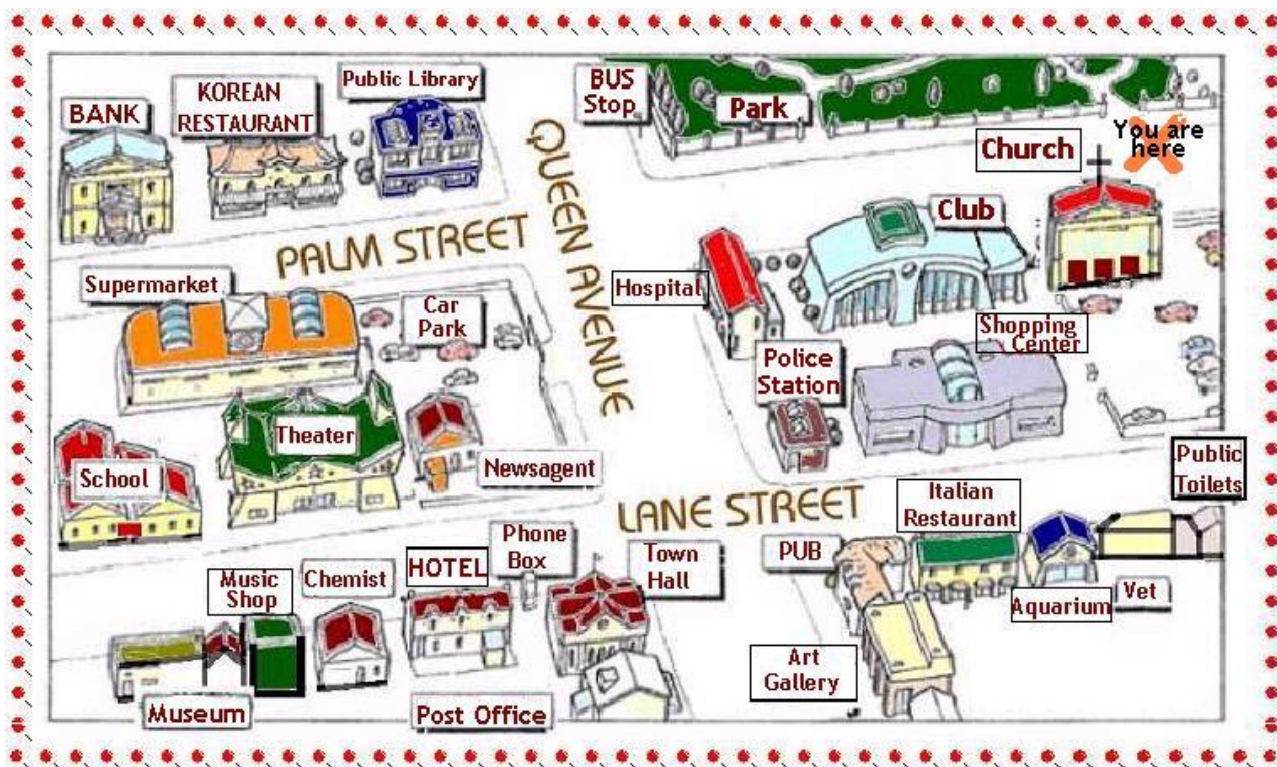 BANK
KOREAN
RESTAURANT
Public Library
QUEEN AVENUE
BUS
Stop
Park
Church
You are
here
PALM STREET
Club
Supermarket
Car
Park
Hospital
Shopping
Center
Police
Station
School
Theater
Newsagent
LANE STREET
Italian
Restaurant
Public
Toilets
Music
Shop
Chemist
HOTEL
Phone
Box
Town
Hall
PUB
Aquarium
Vet
Museum
Post Office
Art
Gallery